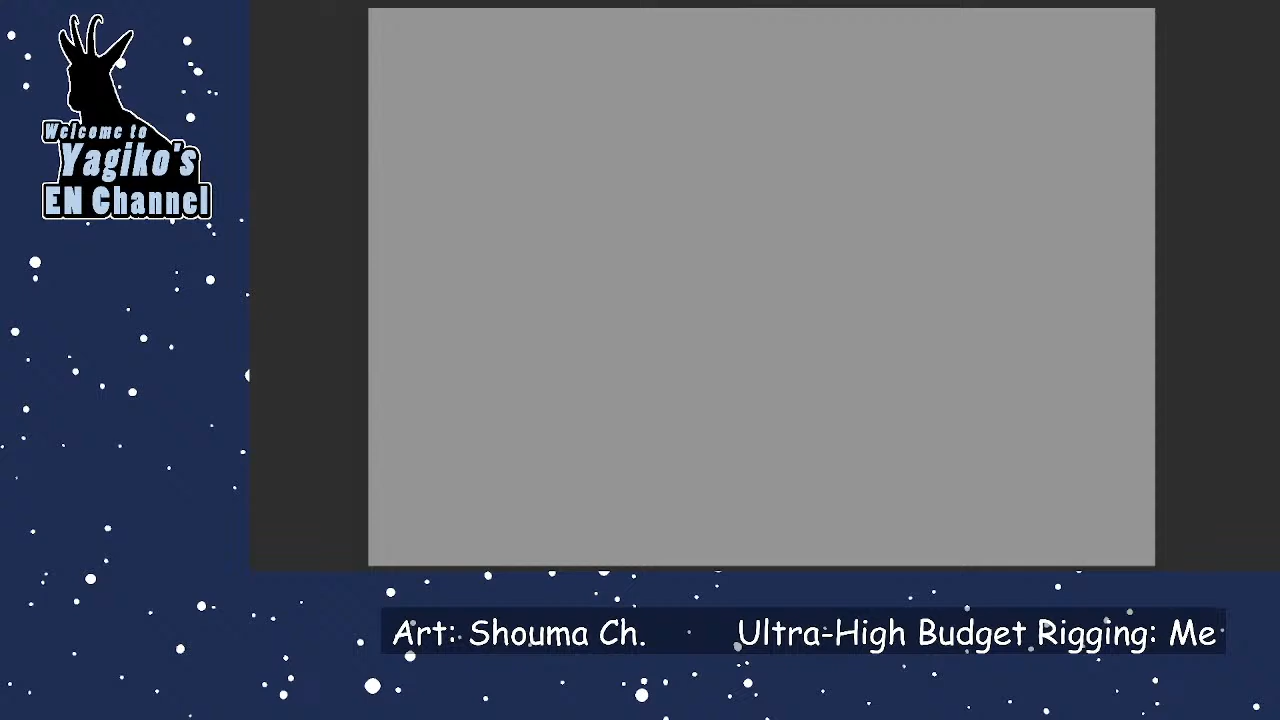 Welcome to
Yagiko's
EN Channel
Art: Shouma Ch.
Ultra-High Budget Rigging: Me